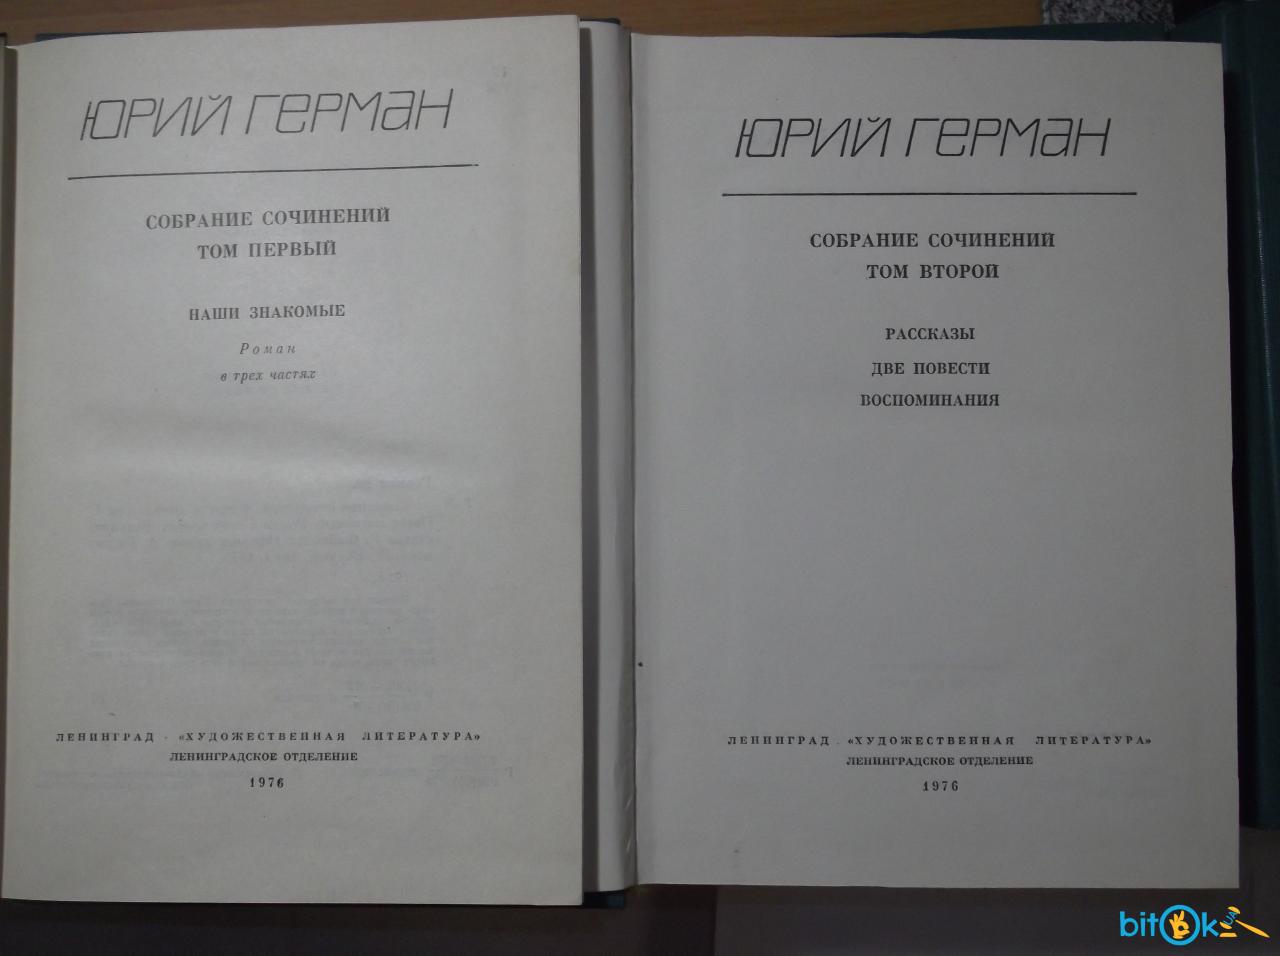 ЮРИЙ ГЕРМАН
СОБРАНИЕ СОЧИНЕНИЙ
ТОМ ПЕРВЫЙ
НАШИ ЗНАКОМЫЕ
Роман
в трех частях
ЛЕНИНГРАД · «ХУДОЖЕСТВЕННАЯ ЛИТЕРАТУРА»
ЛЕНИНГРАДСКОЕ ОТДЕЛЕНИЕ
1976
ЮРИЙ ГЕРМАН
СОБРАНИЕ СОЧИНЕНИЙ
ТОМ ВТОРОЙ
РАССКАЗЫ
ДВЕ ПОВЕСТИ
ВОСПОМИНАНИЯ
ЛЕНИНГРАД · «ХУДОЖЕСТВЕННАЯ ЛИТЕРАТУРА»
ЛЕНИНГРАДСКОЕ ОТДЕЛЕНИЕ
1976
bitOk UA